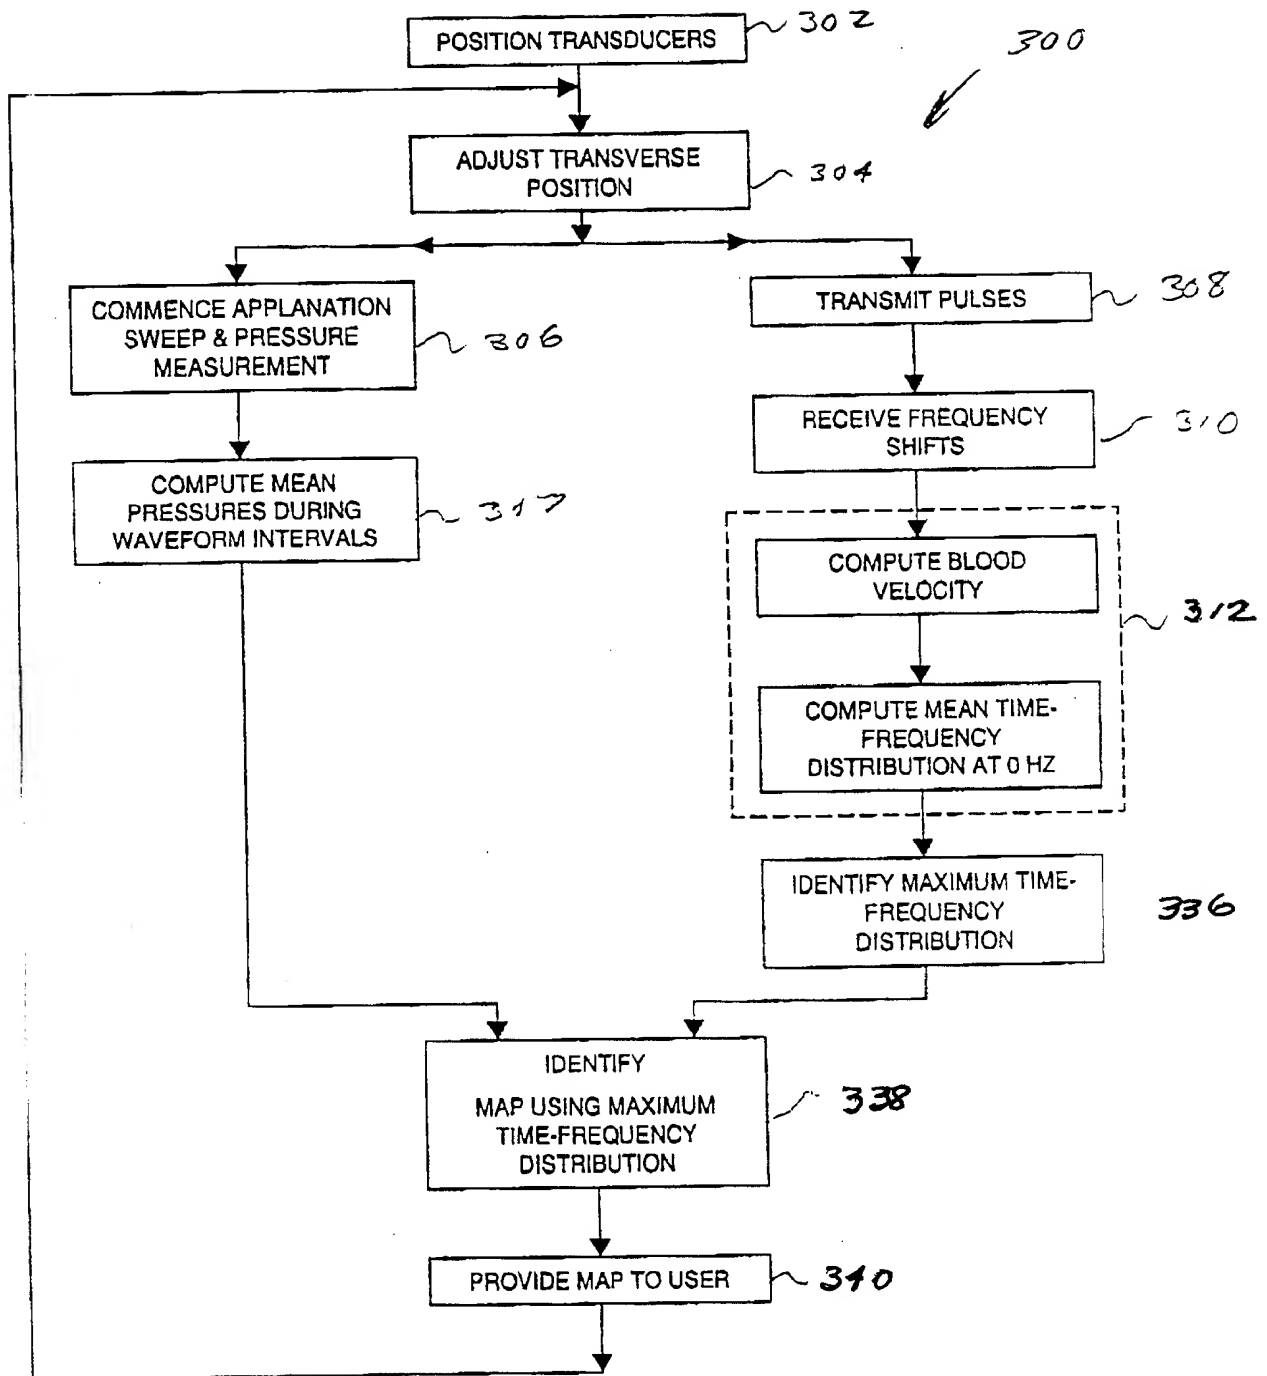 POSITION TRANSDUCERS
302
300
ADJUST TRANSVERSE
POSITION
304
COMMENCE APPLANATION
SWEEP & PRESSURE
MEASUREMENT
306
TRANSMIT PULSES
308
RECEIVE FREQUENCY
SHIFTS
310
COMPUTE MEAN
PRESSURES DURING
WAVEFORM INTERVALS
317
COMPUTE BLOOD
VELOCITY
312
COMPUTE MEAN TIME-
FREQUENCY
DISTRIBUTION AT 0 HZ
IDENTIFY MAXIMUM TIME-
FREQUENCY
DISTRIBUTION
336
IDENTIFY
MAP USING MAXIMUM
TIME-FREQUENCY
DISTRIBUTION
338
PROVIDE MAP TO USER
340